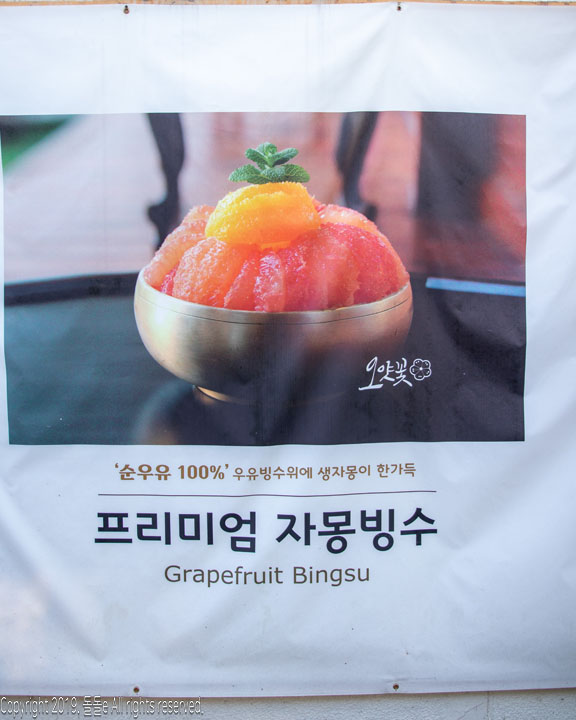 오얏꽃
'순우유 100%' 우유빙수위에 생자몽이 한가득
프리미엄 자몽빙수
Grapefruit Bingsu
Copyright 2019. 돌돌e All rights reserved.